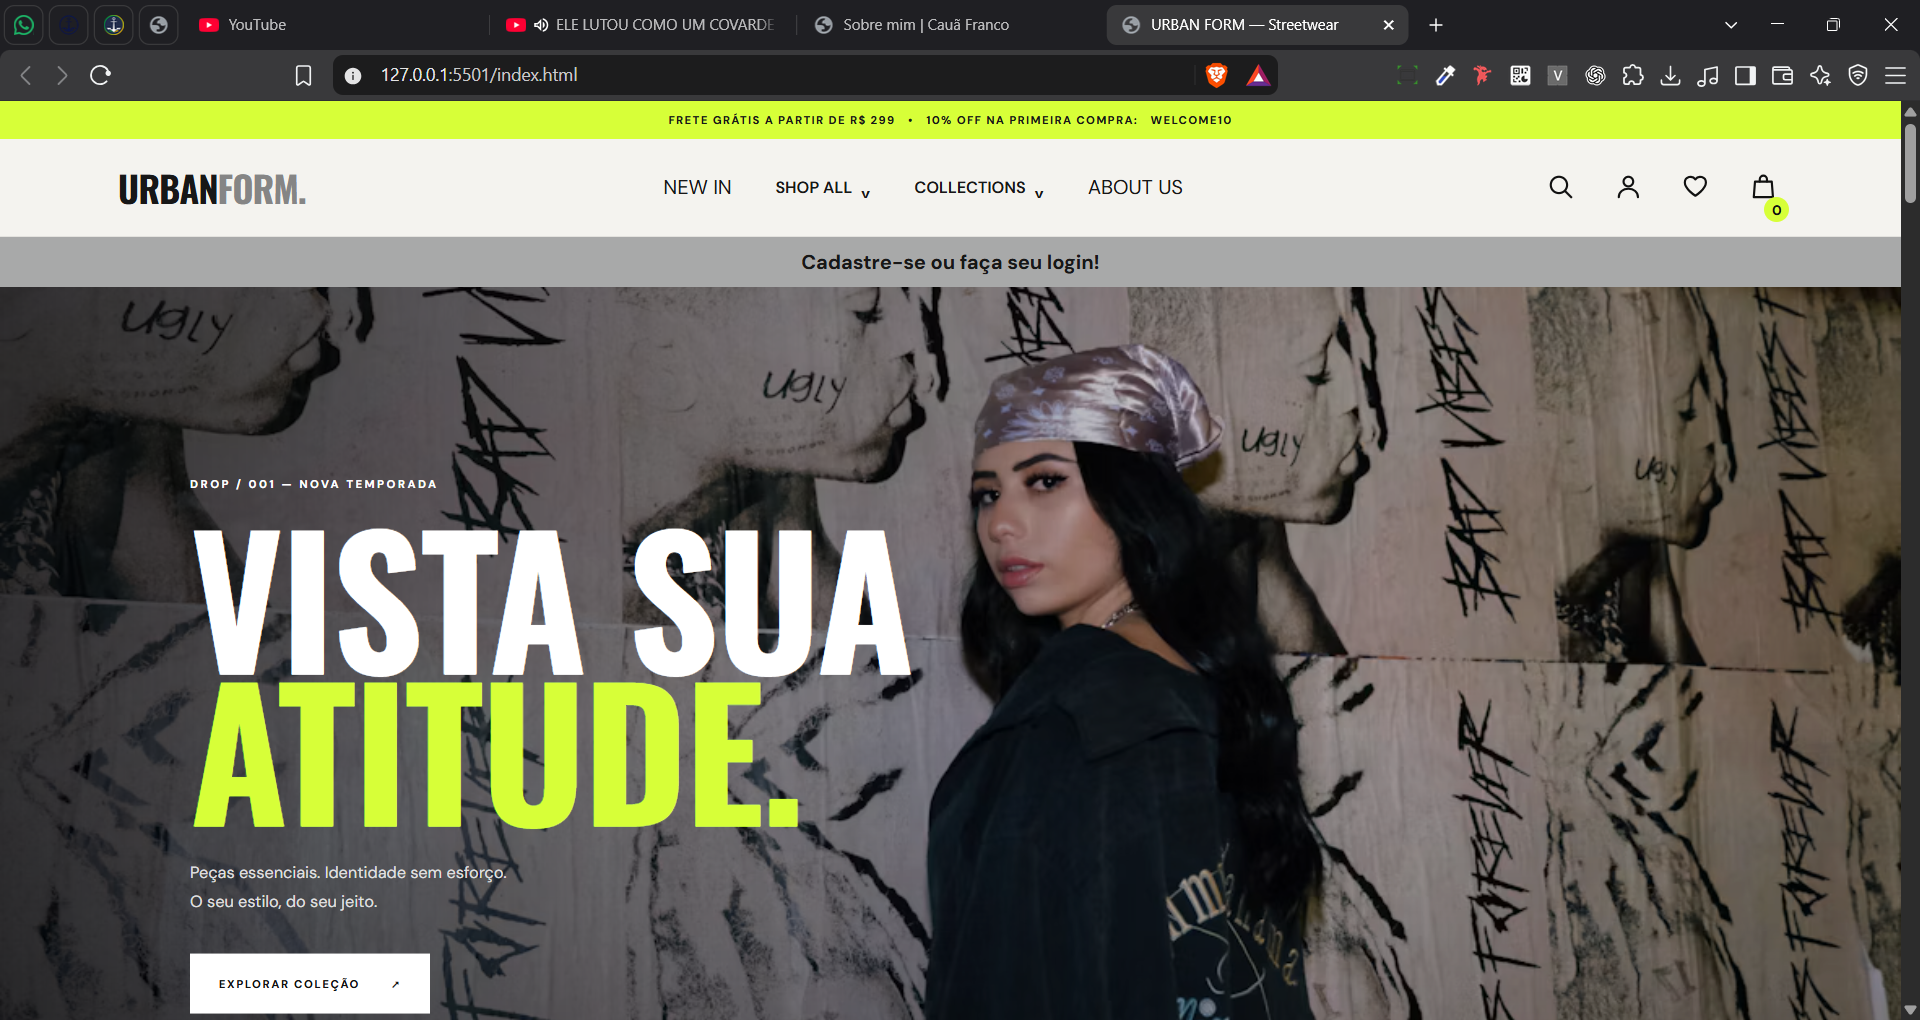 YouTube
ELE LUTOU COMO UM COVARDE
Sobre mim | Cauã Franco
URBAN FORM — Streetwear
127.0.0.1:5501/index.html
FRETE GRÁTIS A PARTIR DE R$ 299 • 10% OFF NA PRIMEIRA COMPRA: WELCOME10
URBANFORM.
NEW IN
SHOP ALL v
COLLECTIONS v
ABOUT US
0
Cadastre-se ou faça seu login!
ugly
ugly
ugly
ugly
DROP / 001 — NOVA TEMPORADA
VISTA SUA
ATITUDE.
Peças essenciais. Identidade sem esforço.
O seu estilo, do seu jeito.
EXPLORAR COLEÇÃO ↗